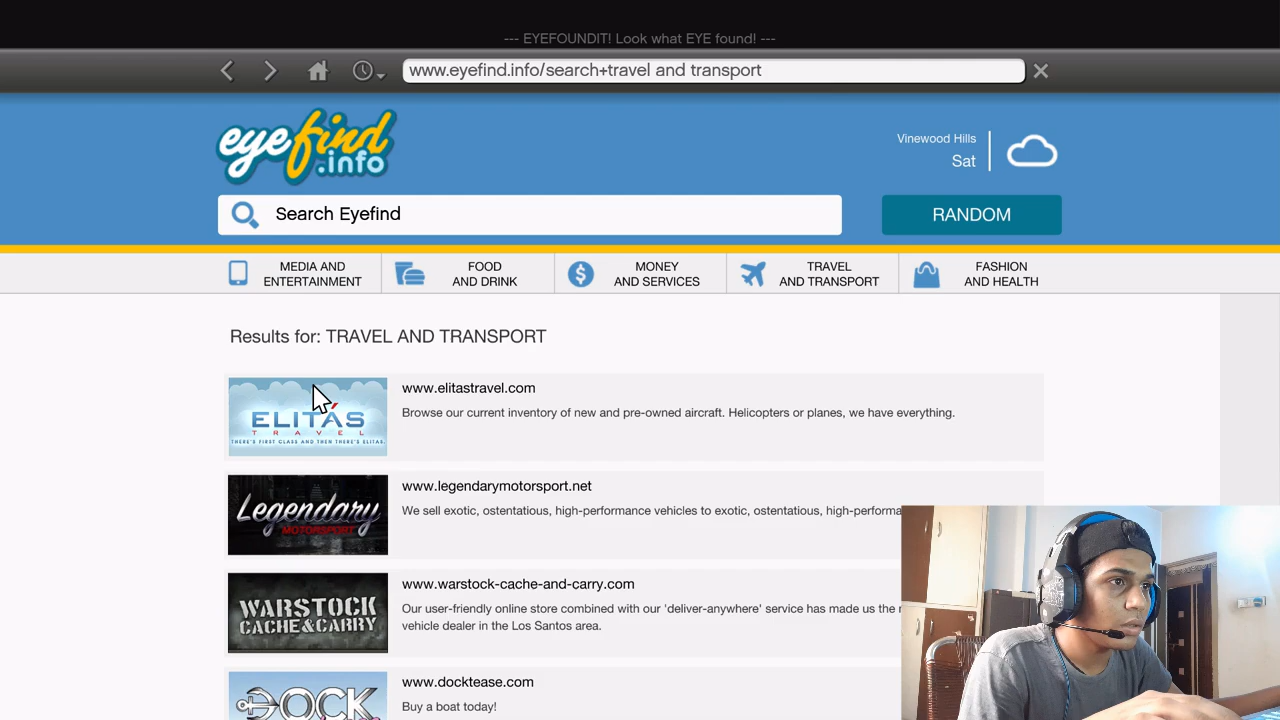 --- EYEFOUNDIT! Look what EYE found! ---
www.eyefind.info/search+travel and transport
eyefind
.info
Vinewood Hills
Sat
Search Eyefind
RANDOM
MEDIA AND
ENTERTAINMENT
FOOD
AND DRINK
MONEY
AND SERVICES
TRAVEL
AND TRANSPORT
FASHION
AND HEALTH
Results for: TRAVEL AND TRANSPORT
ELITÁS
TRAVEL
THERE'S FIRST CLASS AND THEN THERE'S ELITAS.
www.elitastravel.com
Browse our current inventory of new and pre-owned aircraft. Helicopters or planes, we have everything.
Legendary
MOTORSPORT
www.legendarymotorsport.net
We sell exotic, ostentatious, high-performance vehicles to exotic, ostentatious, high-performa
WARSTOCK
CACHE & CARRY
www.warstock-cache-and-carry.com
Our user-friendly online store combined with our 'deliver-anywhere' service has made us the
vehicle dealer in the Los Santos area.
DOCK
www.docktease.com
Buy a boat today!